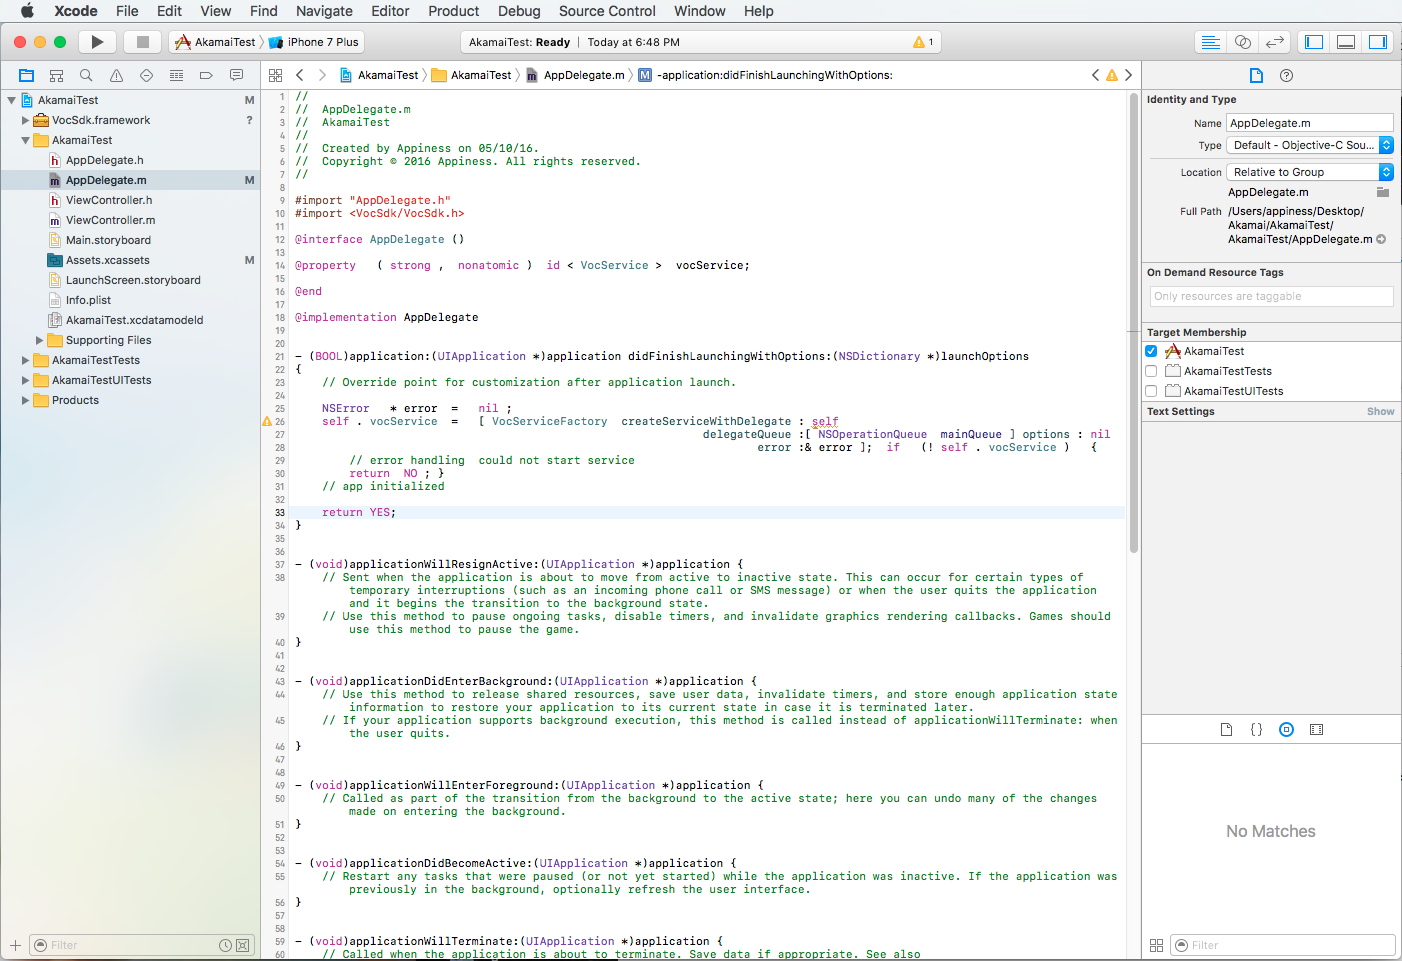 Xcode File Edit View Find Navigate Editor Product Debug Source Control Window Help
AkamaiTest iPhone 7 Plus
AkamaiTest: Ready | Today at 6:48 PM
1
AkamaiTest AkamaiTest AppDelegate.m M -application:didFinishLaunchingWithOptions:
AkamaiTest M
VocSdk.framework ?
AkamaiTest
h AppDelegate.h
m AppDelegate.m M
h ViewController.h
m ViewController.m
Main.storyboard
Assets.xcassets M
LaunchScreen.storyboard
Info.plist
AkamaiTest.xcdatamodeld
Supporting Files
AkamaiTestTests
AkamaiTestUITests
Products
Filter
1 //
2 //  AppDelegate.m
3 //  AkamaiTest
4 //
5 //  Created by Appiness on 05/10/16.
6 //  Copyright © 2016 Appiness. All rights reserved.
7 //
8
9 #import "AppDelegate.h"
10 #import <VocSdk/VocSdk.h>
11
12 @interface AppDelegate ()
13
14 @property   ( strong ,  nonatomic )  id < VocService >  vocService;
15
16 @end
17
18 @implementation AppDelegate
19
20
21 - (BOOL)application:(UIApplication *)application didFinishLaunchingWithOptions:(NSDictionary *)launchOptions
22 {
23     // Override point for customization after application launch.
24
25     NSError   * error  =   nil ;
26     self . vocService  =   [ VocServiceFactory  createServiceWithDelegate : self
27 delegateQueue :[ NSOperationQueue  mainQueue ] options : nil
28 error :& error ];  if   (! self . vocService )   {
29         // error handling  could not start service
30         return  NO ; }
31     // app initialized
32
33     return YES;
34 }
35
36
37 - (void)applicationWillResignActive:(UIApplication *)application {
38     // Sent when the application is about to move from active to inactive state. This can occur for certain types of
temporary interruptions (such as an incoming phone call or SMS message) or when the user quits the application
and it begins the transition to the background state.
39     // Use this method to pause ongoing tasks, disable timers, and invalidate graphics rendering callbacks. Games should
use this method to pause the game.
40 }
41
42
43 - (void)applicationDidEnterBackground:(UIApplication *)application {
44     // Use this method to release shared resources, save user data, invalidate timers, and store enough application state
information to restore your application to its current state in case it is terminated later.
45     // If your application supports background execution, this method is called instead of applicationWillTerminate: when
the user quits.
46 }
47
48
49 - (void)applicationWillEnterForeground:(UIApplication *)application {
50     // Called as part of the transition from the background to the active state; here you can undo many of the changes
made on entering the background.
51 }
52
53
54 - (void)applicationDidBecomeActive:(UIApplication *)application {
55     // Restart any tasks that were paused (or not yet started) while the application was inactive. If the application was
previously in the background, optionally refresh the user interface.
56 }
57
58
59 - (void)applicationWillTerminate:(UIApplication *)application {
60     // Called when the application is about to terminate. Save data if appropriate. See also
Identity and Type
Name AppDelegate.m
Type Default - Objective-C Sou...
Location Relative to Group
AppDelegate.m
Full Path /Users/appiness/Desktop/
Akamai/AkamaiTest/
AkamaiTest/AppDelegate.m
On Demand Resource Tags
Only resources are taggable
Target Membership
AkamaiTest
AkamaiTestTests
AkamaiTestUITests
Text Settings Show
{}
No Matches
Filter